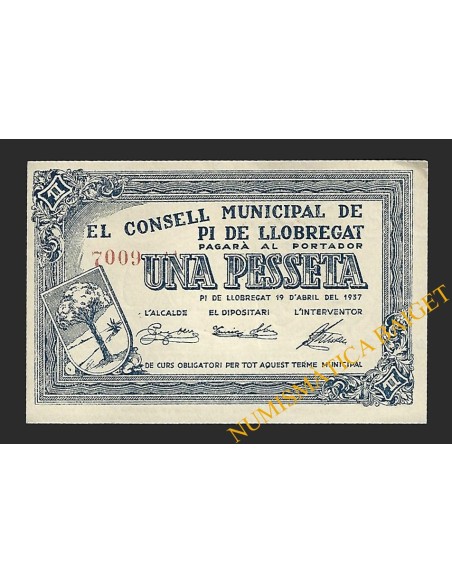 EL CONSELL MUNICIPAL DE
PI DE LLOBREGAT
PAGARÀ AL PORTADOR
7009
UNA PESSETA
PI DE LLOBREGAT 19 D'ABRIL DEL 1937
L'ALCALDE EL DIPOSITARI L'INTERVENTOR
DE CURS OBLIGATORI PER TOT AQUEST TERME MUNICIPAL
NUMISMATICA RAIGET